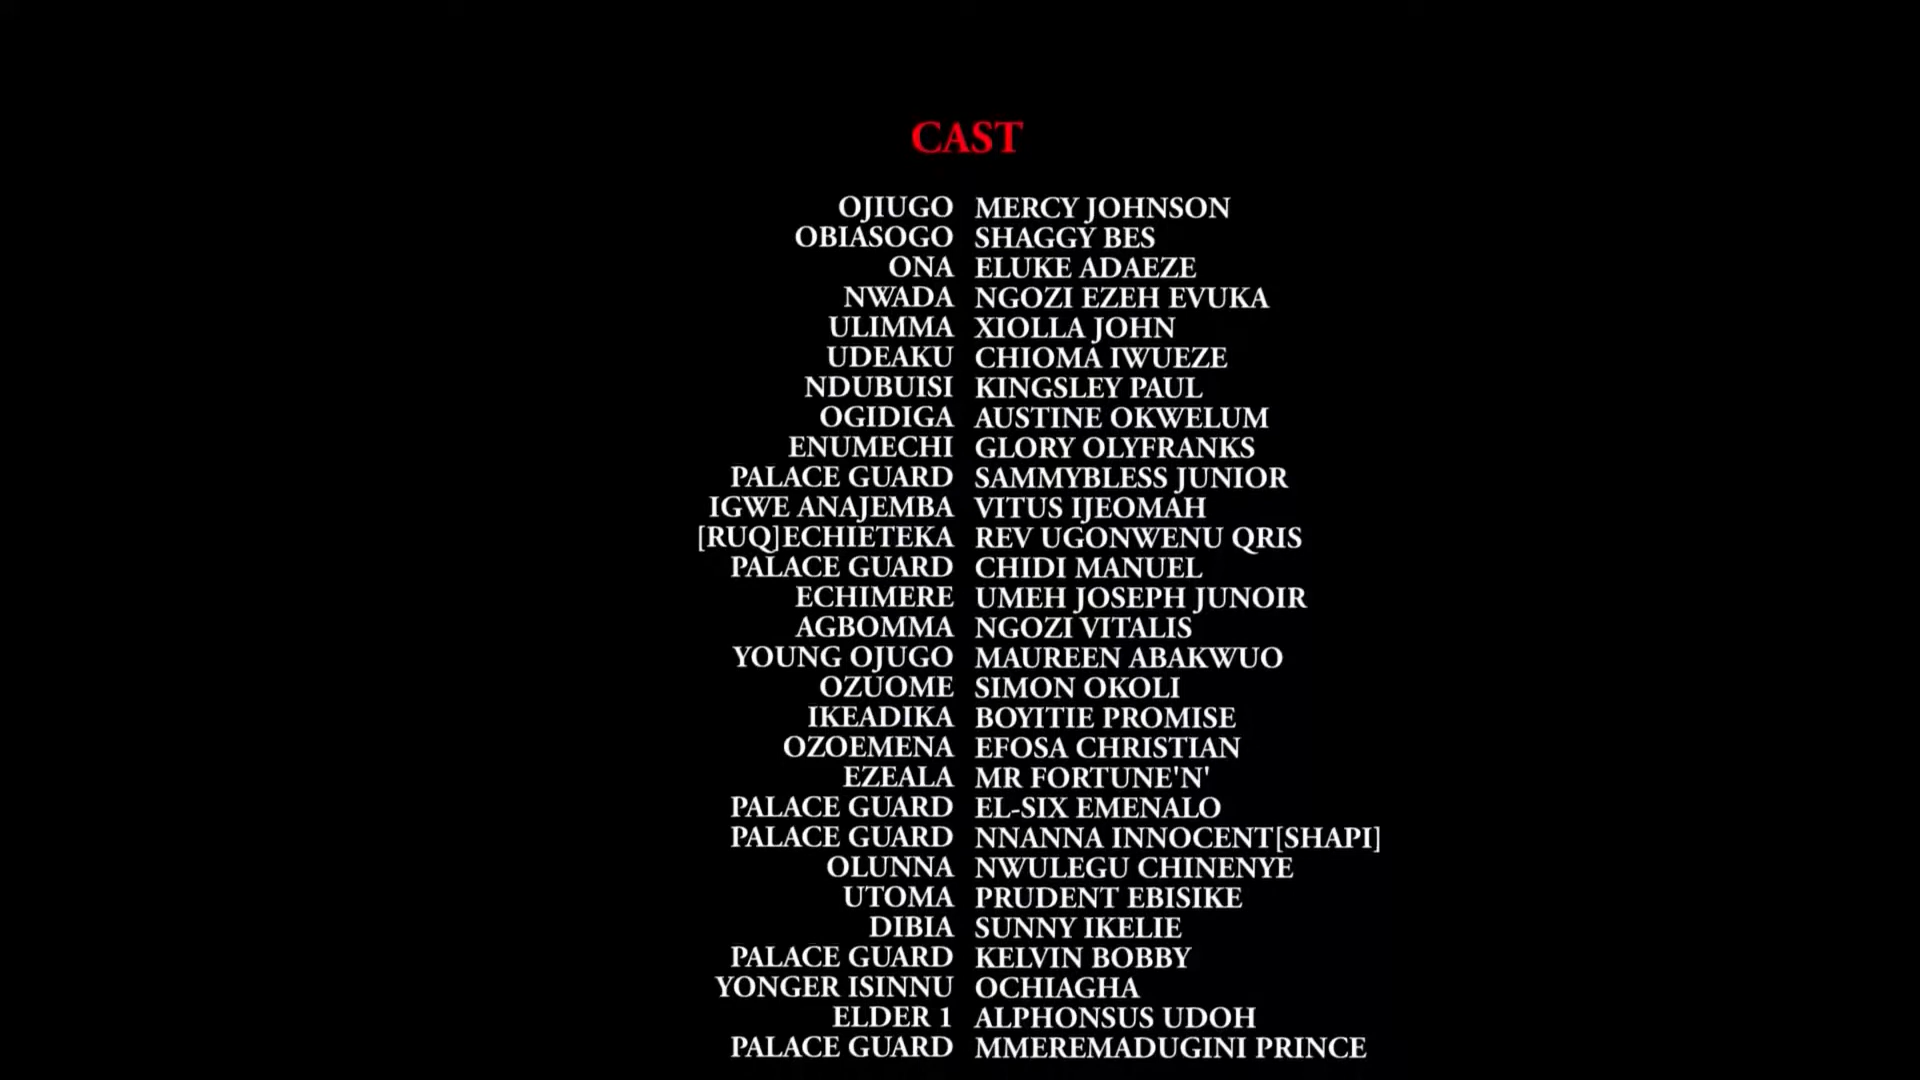 CAST
OJIUGO MERCY JOHNSON
OBIASOGO SHAGGY BES
ONA ELUKE ADAEZE
NWADA NGOZI EZEH EVUKA
ULIMMA XIOLLA JOHN
UDEAKU CHIOMA IWUEZE
NDUBUISI KINGSLEY PAUL
OGIDIGA AUSTINE OKWELUM
ENUMECHI GLORY OLYFRANKS
PALACE GUARD SAMMYBLESS JUNIOR
IGWE ANAJEMBA VITUS IJEOMAH
[RUQ]ECHIETEKA REV UGONWENU QRIS
PALACE GUARD CHIDI MANUEL
ECHIMERE UMEH JOSEPH JUNOIR
AGBOMMA NGOZI VITALIS
YOUNG OJUGO MAUREEN ABAKWUO
OZUOME SIMON OKOLI
IKEADIKA BOYITIE PROMISE
OZOEMENA EFOSA CHRISTIAN
EZEALA MR FORTUNE'N'
PALACE GUARD EL-SIX EMENALO
PALACE GUARD NNANNA INNOCENT[SHAPI]
OLUNNA NWULEGU CHINENYE
UTOMA PRUDENT EBISIKE
DIBIA SUNNY IKELIE
PALACE GUARD KELVIN BOBBY
YONGER ISINNU OCHIAGHA
ELDER 1 ALPHONSUS UDOH
PALACE GUARD MMEREMADUGINI PRINCE